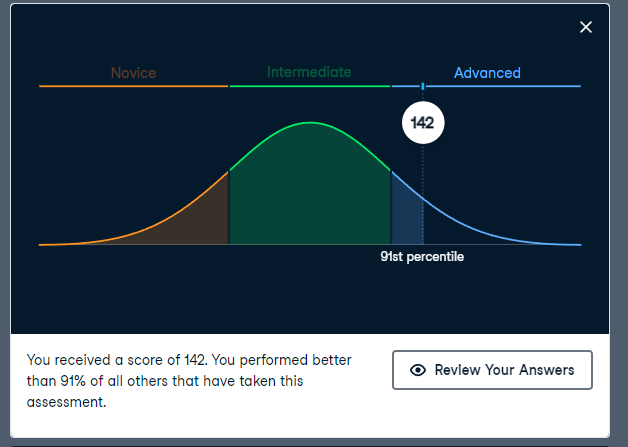 Novice
Intermediate
Advanced
142
91st percentile
You received a score of 142. You performed better
than 91% of all others that have taken this
assessment.
Review Your Answers